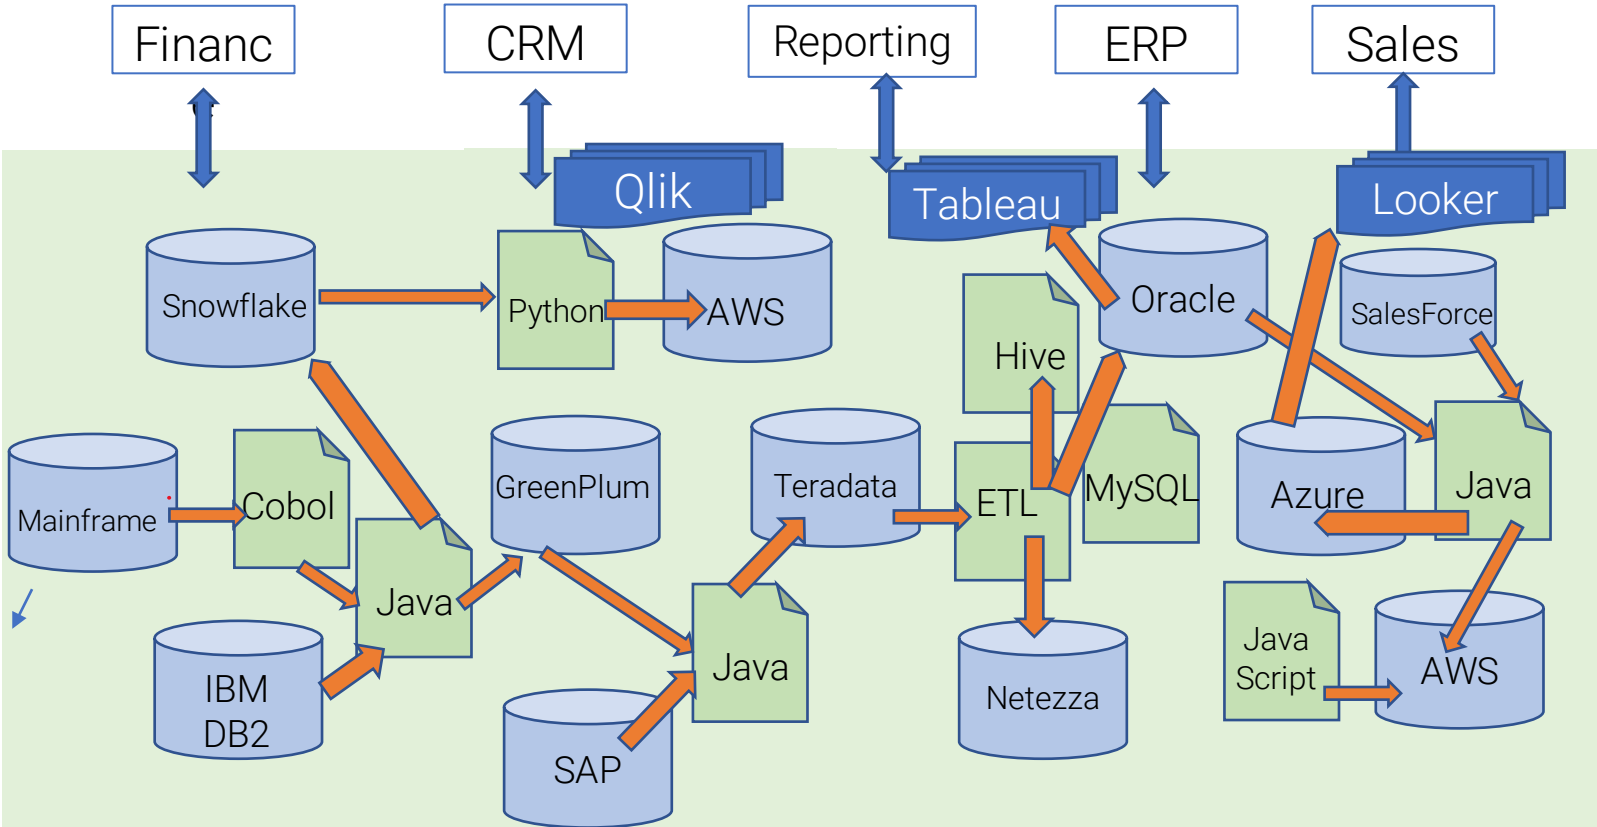 Financ
e
CRM
Reporting
ERP
Sales
Qlik
Tableau
Looker
Snowflake
Python
AWS
Hive
Oracle
SalesForce
Mainframe
Cobol
GreenPlum
Teradata
ETL
MySQL
Azure
Java
Java
Java
IBM
DB2
SAP
Netezza
Java
Script
AWS